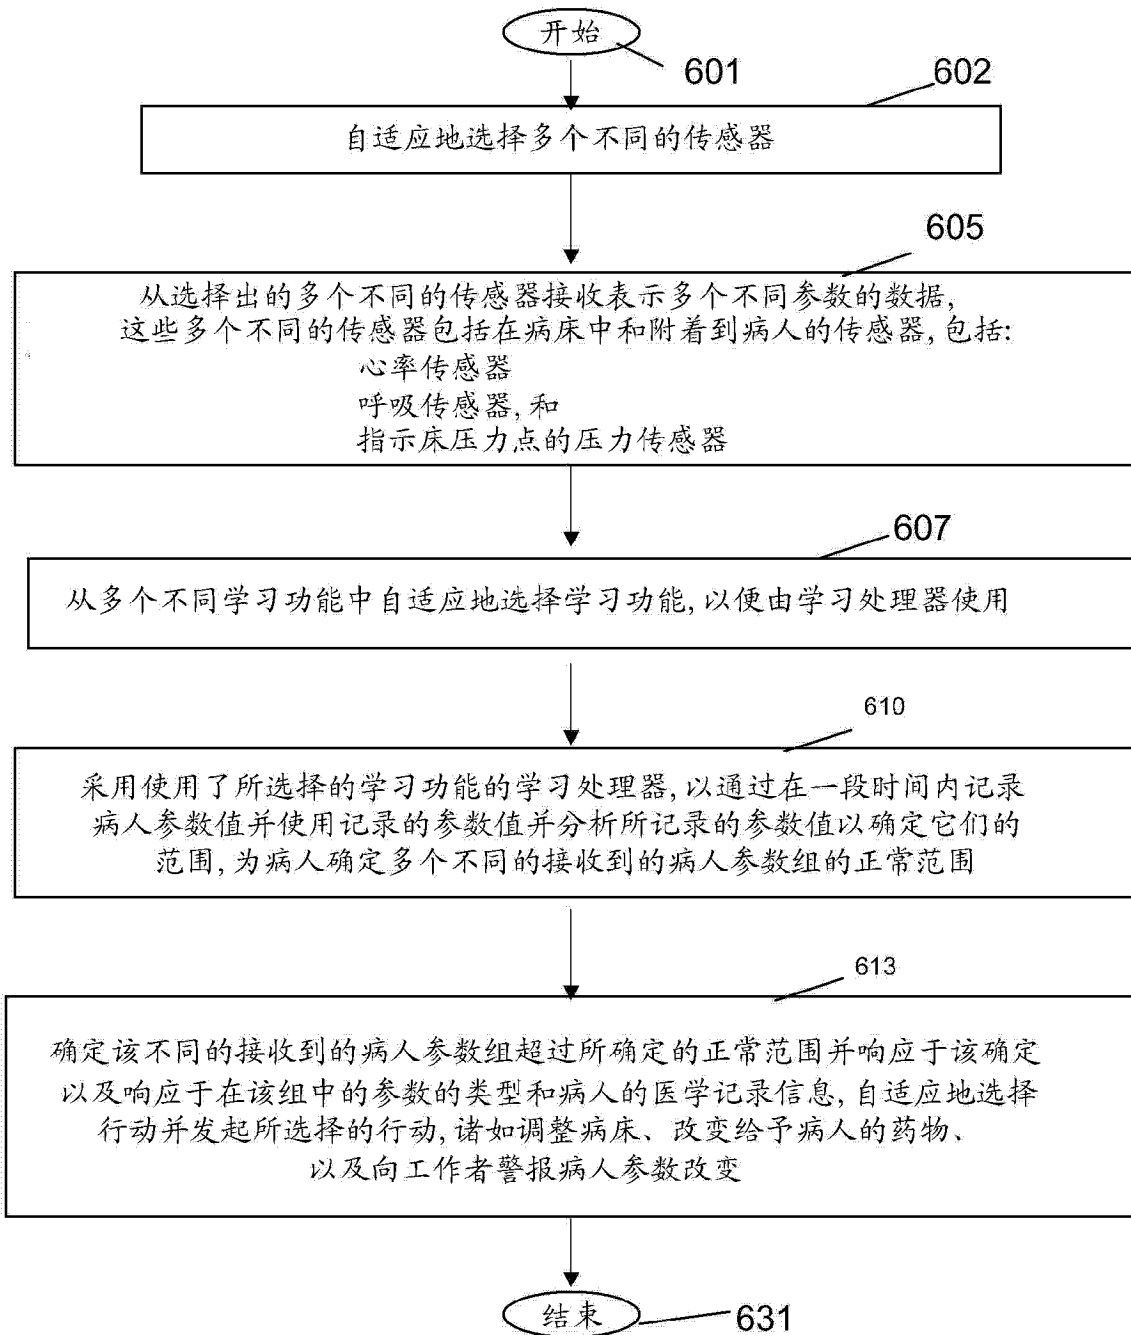 开始
601
602
自适应地选择多个不同的传感器
605
从选择出的多个不同的传感器接收表示多个不同参数的数据,
这些多个不同的传感器包括在病床中和附着到病人的传感器, 包括:
心率传感器
呼吸传感器, 和
指示床压力点的压力传感器
607
从多个不同学习功能中自适应地选择学习功能, 以便由学习处理器使用
610
采用使用了所选择的学习功能的学习处理器, 以通过在一段时间内记录
病人参数值并使用记录的参数值并分析所记录的参数值以确定它们的
范围, 为病人确定多个不同的接收到的病人参数组的正常范围
613
确定该不同的接收到的病人参数组超过所确定的正常范围并响应于该确定
以及响应于在该组中的参数的类型和病人的医学记录信息, 自适应地选择
行动并发起所选择的行动, 诸如调整病床、改变给予病人的药物、
以及向工作者警报病人参数改变
结束
631